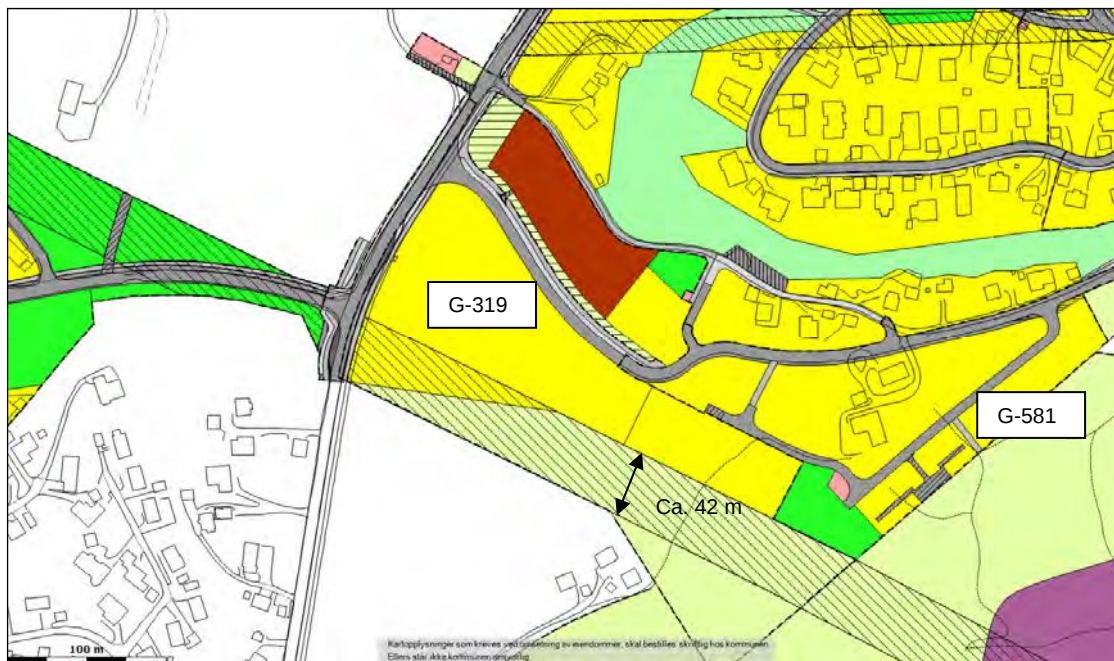 G-319
G-581
Ca. 42 m
100 m
Kartopplysninger som kreves ved omsetning av eiendommer, skal bestilles skriftlig hos kommunen.
Ellers står ikke kommunen ansvarlig.